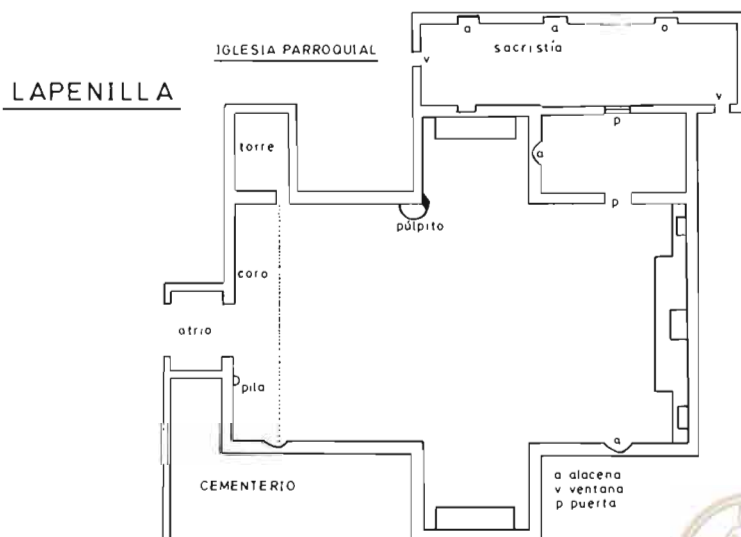 IGLESIA PARROQUIAL
LAPENILLA
a
a
o
sacristía
v
v
p
torre
a
p
púlpito
coro
atrio
pila
a
CEMENTERIO
a alacena
v ventana
p puerta